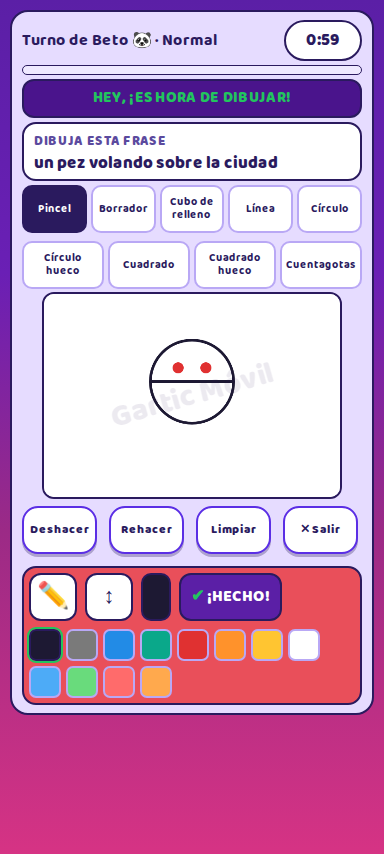 Turno de Beto 🐼 · Normal
0:59
HEY, ¡ES HORA DE DIBUJAR!
DIBUJA ESTA FRASE
un pez volando sobre la ciudad
Pincel
Borrador
Cubo de
relleno
Línea
Círculo
Círculo
hueco
Cuadrado
Cuadrado
hueco
Cuentagotas
Gartic Móvil
Deshacer
Rehacer
Limpiar
✕ Salir
✔ ¡HECHO!